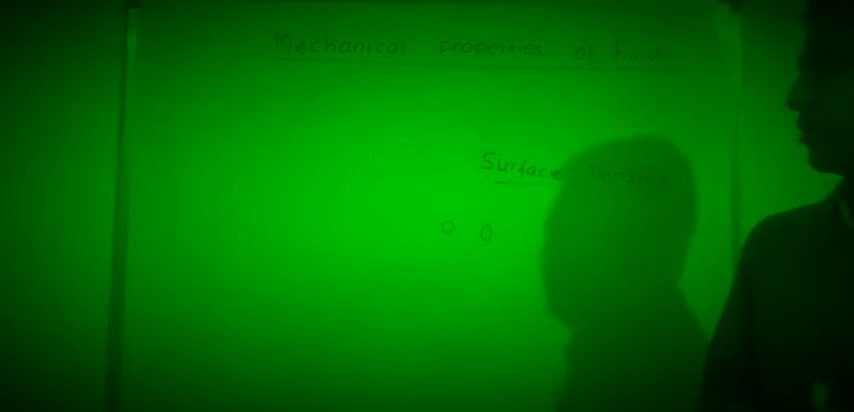 Mechanical properties of fluids
Surface Tension